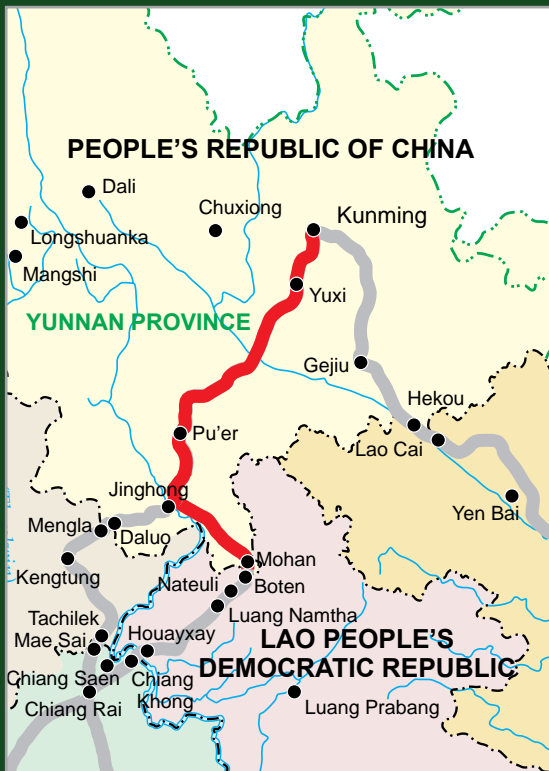 PEOPLE'S REPUBLIC OF CHINA
Dali
Chuxiong
Kunming
Longshuanka
Mangshi
Yuxi
YUNNAN PROVINCE
Gejiu
Hekou
Pu'er
Lao Cai
Jinghong
Yen Bai
Mengla
Daluo
Mohan
Kengtung
Nateuli
Boten
Luang Namtha
Tachilek
Mae Sai
Houayxay
LAO PEOPLE'S
DEMOCRATIC REPUBLIC
Chiang Saen
Chiang
Khong
Chiang Rai
Luang Prabang